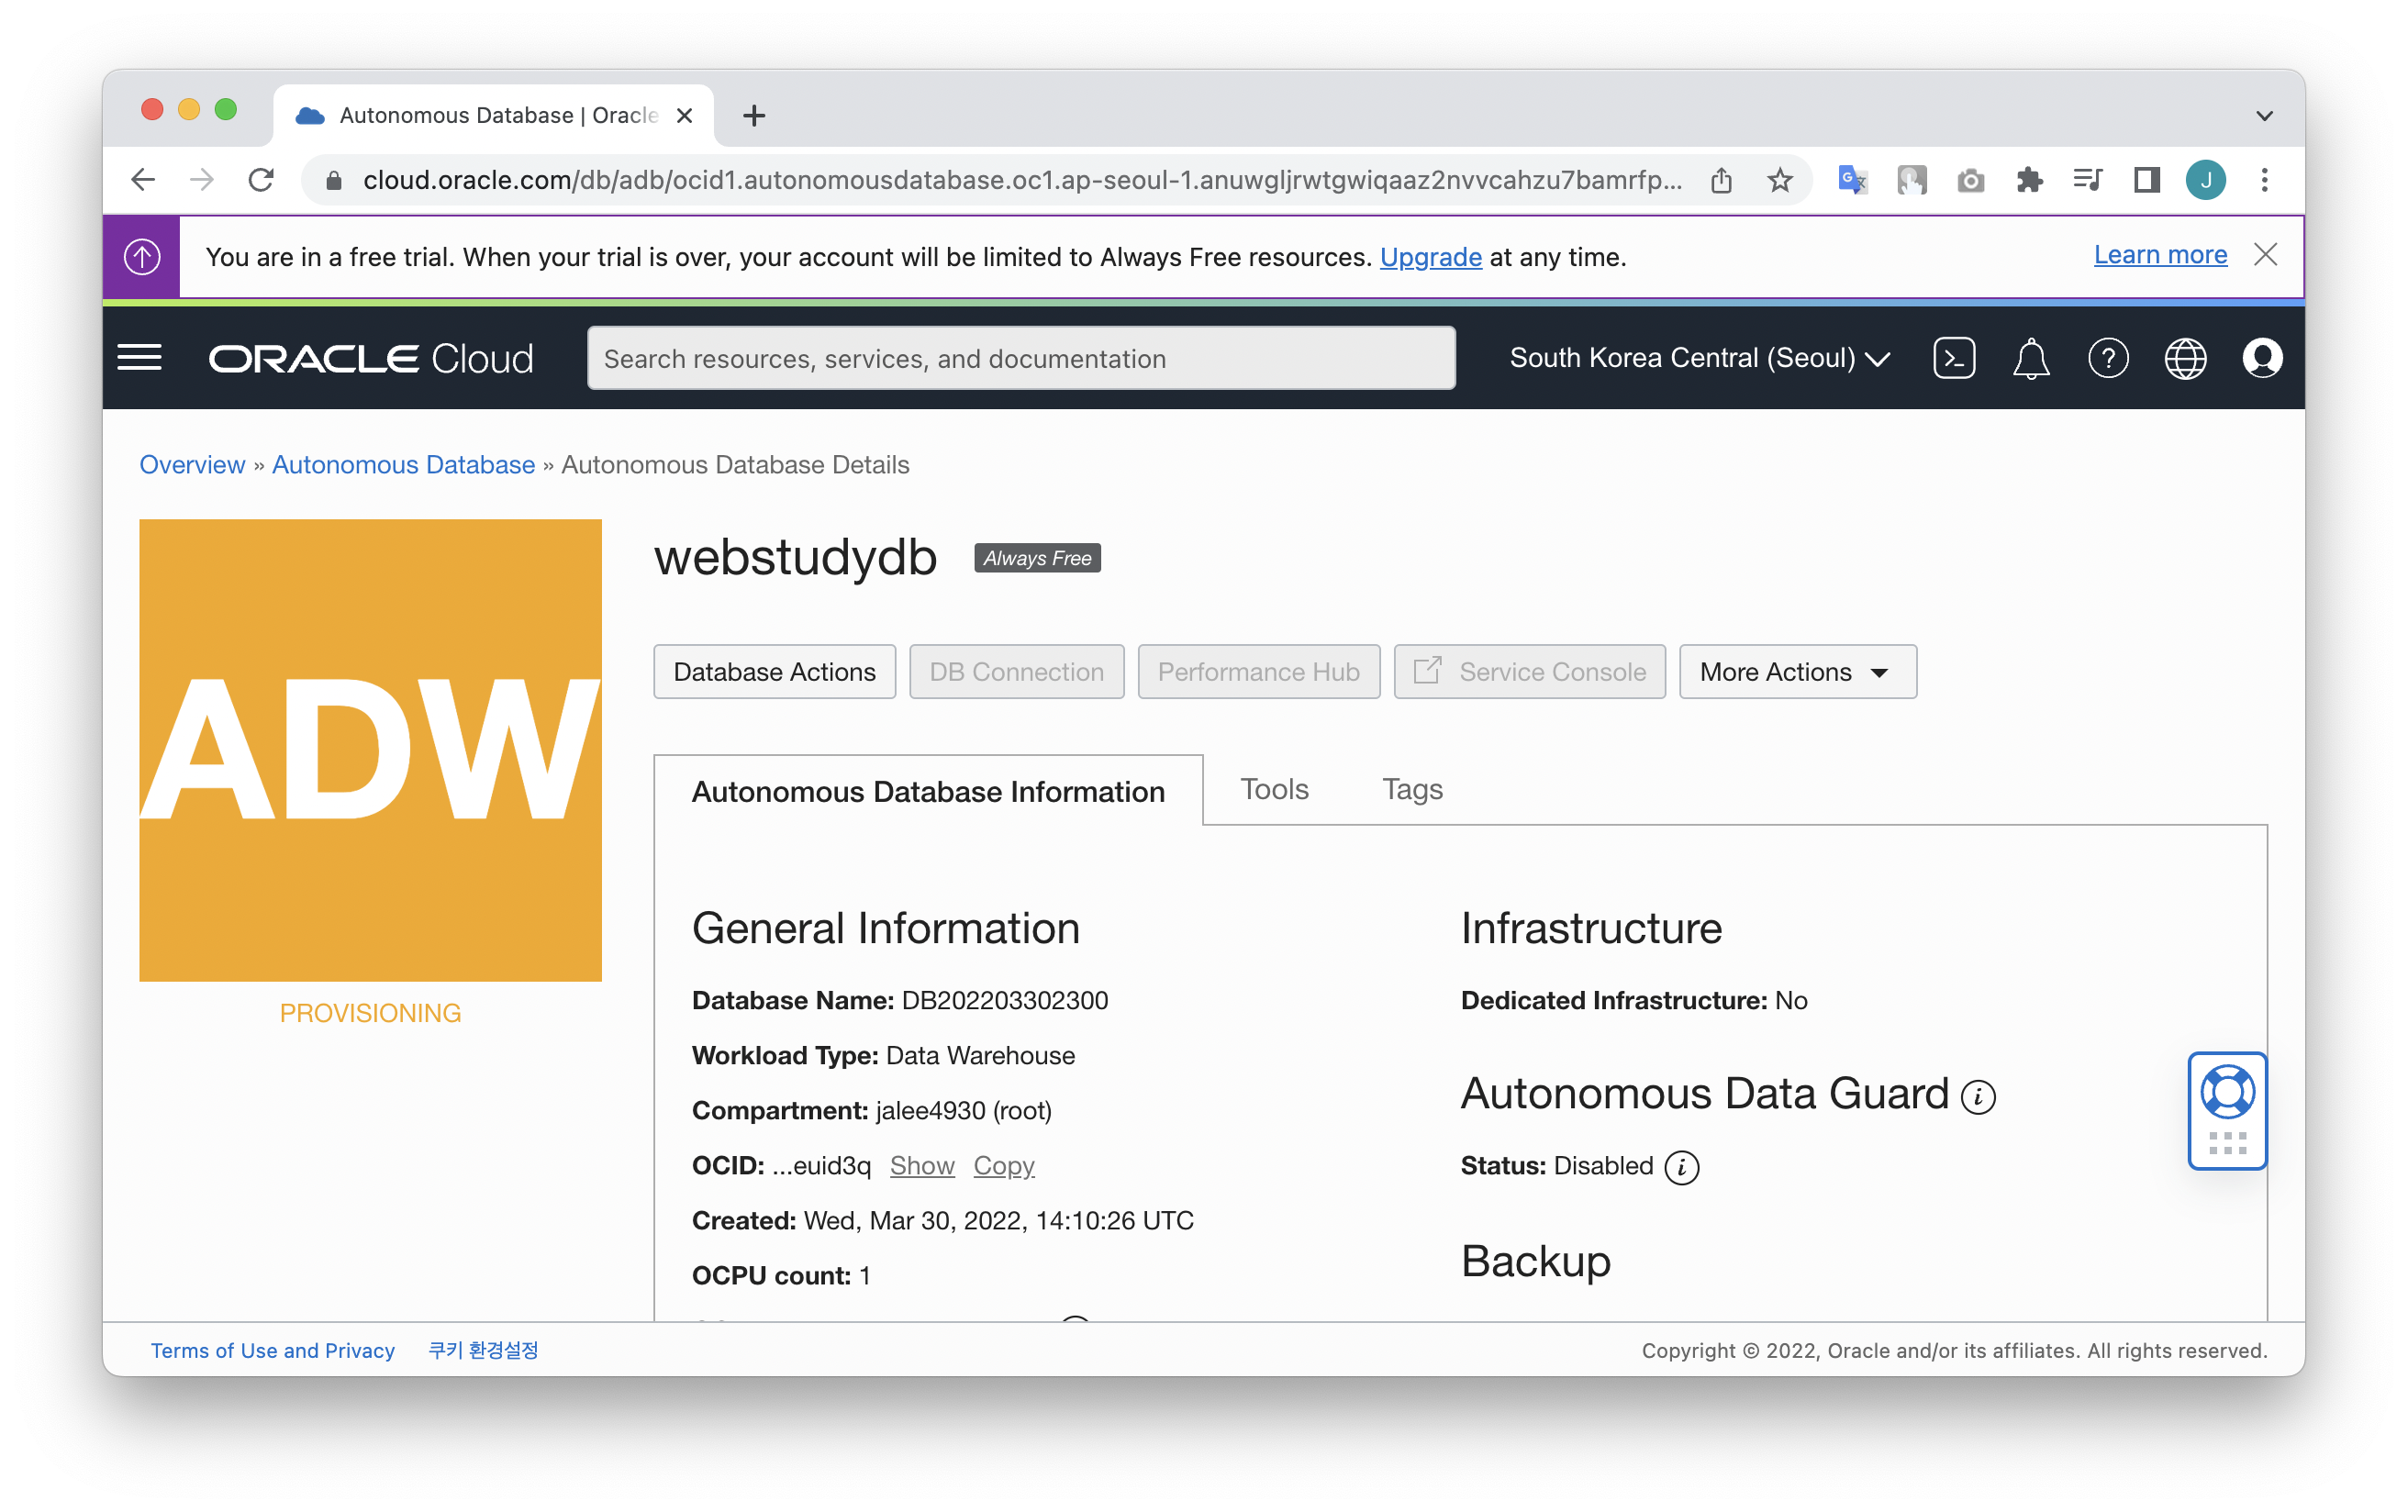 Autonomous Database | Oracle
cloud.oracle.com/db/adb/ocid1.autonomousdatabase.oc1.ap-seoul-1.anuwgljrwtgwiqaaz2nvvcahzu7bamrfp...
J
You are in a free trial. When your trial is over, your account will be limited to Always Free resources. Upgrade at any time.
Learn more
ORACLE Cloud
Search resources, services, and documentation
South Korea Central (Seoul)
Overview » Autonomous Database » Autonomous Database Details
ADW
PROVISIONING
webstudydb
Always Free
Database Actions
DB Connection
Performance Hub
Service Console
More Actions
Autonomous Database Information
Tools
Tags
General Information
Database Name: DB202203302300
Workload Type: Data Warehouse
Compartment: jalee4930 (root)
OCID: ...euid3q Show Copy
Created: Wed, Mar 30, 2022, 14:10:26 UTC
OCPU count: 1
Infrastructure
Dedicated Infrastructure: No
Autonomous Data Guard
Status: Disabled
Backup
Terms of Use and Privacy
쿠키 환경설정
Copyright © 2022, Oracle and/or its affiliates. All rights reserved.